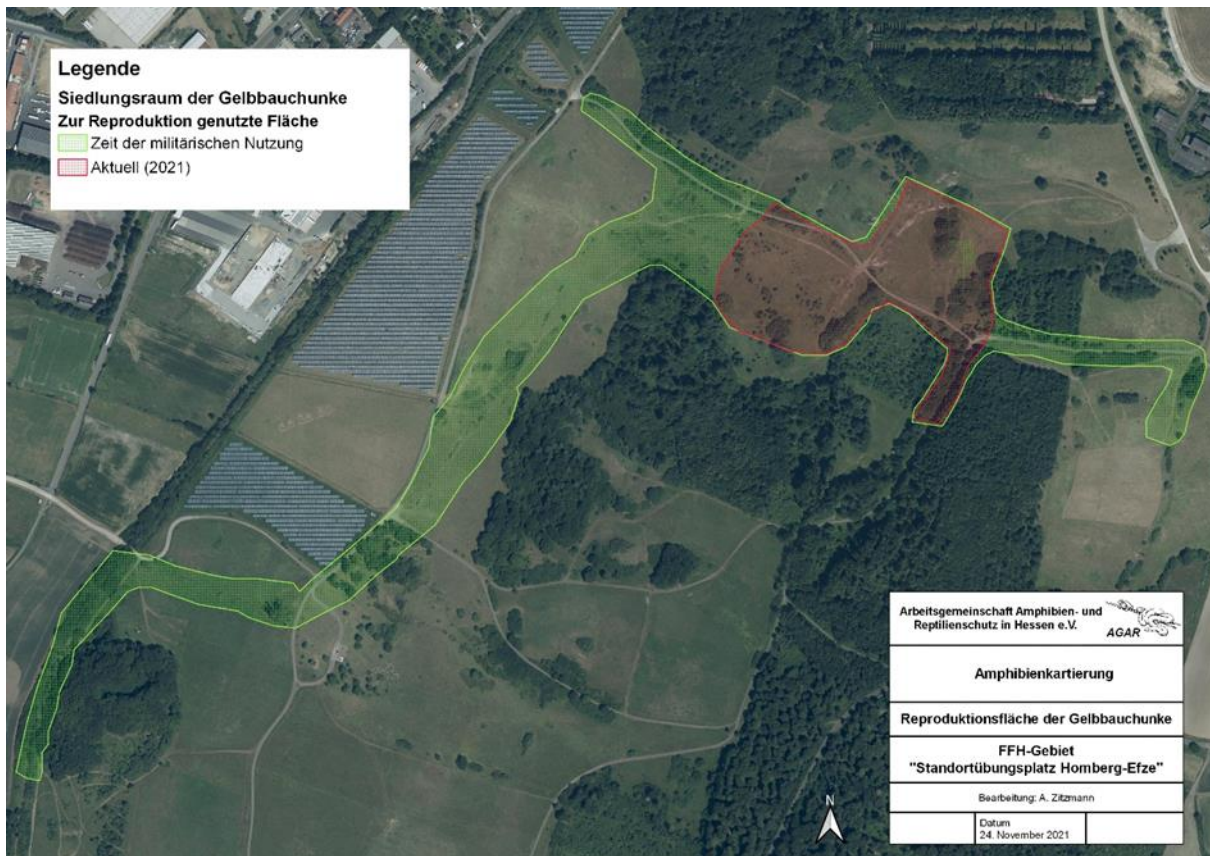 Legende
Siedlungsraum der Gelbbauchunke
Zur Reproduktion genutzte Fläche
Zeit der militärischen Nutzung
Aktuell (2021)
Arbeitsgemeinschaft Amphibien- und
Reptilienschutz in Hessen e.V.
AGAR
Amphibienkartierung
Reproduktionsfläche der Gelbbauchunke
FFH-Gebiet
"Standortübungsplatz Homberg-Efze"
Bearbeitung: A. Zitzmann
Datum
24. November 2021
N